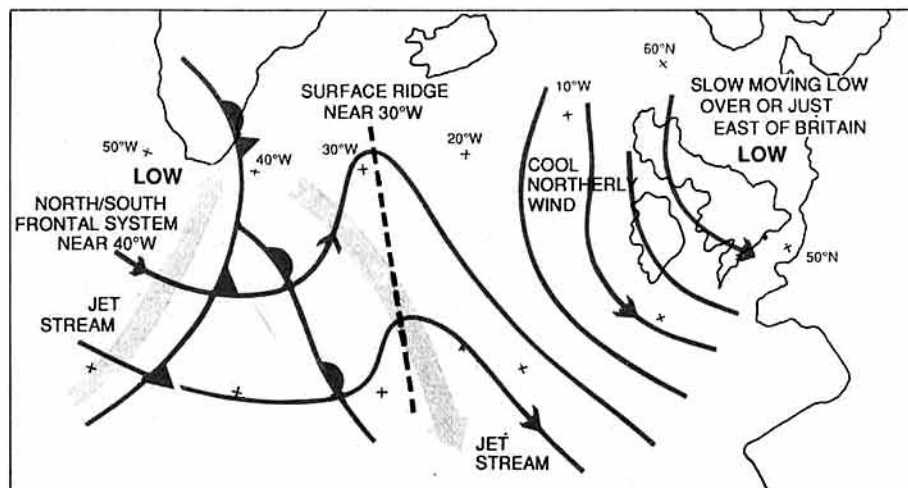 60°N
SLOW MOVING LOW
OVER OR JUST
EAST OF BRITAIN
LOW
10°W
SURFACE RIDGE
NEAR 30°W
20°W
30°W
40°W
50°W
LOW
NORTH/SOUTH
FRONTAL SYSTEM
NEAR 40°W
COOL
NORTHERLY
WIND
50°N
JET
STREAM
JET
STREAM